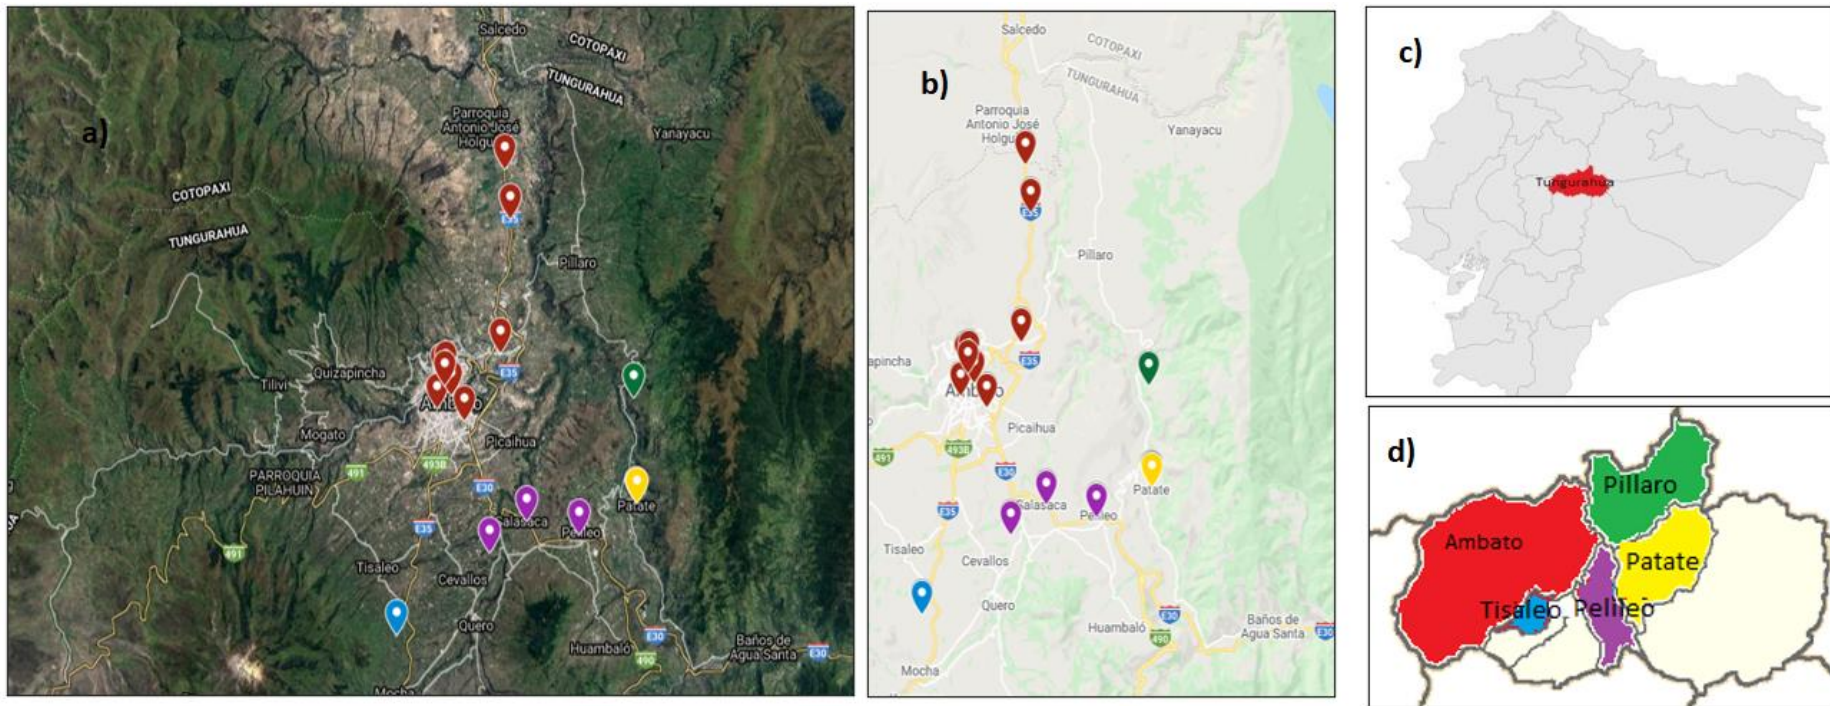 a)
Salcedo
COTOPAXI
TUNGURAHUA
Parroquia
Antonio José
Holgu
Yanayacu
COTOPAXI
TUNGURAHUA
E35
Pillaro
E35
Quizapincha
Tilivi
Ambato
Mogato
Picaihua
493B
491
PARROQUIA
PILAHUIN
E30
Patate
Salasaca
Pelileo
E35
491
Tisaleo
Cevallos
Quero
E30
Huambaló
490
Baños de
Agua Santa
E30
Mocha
b)
Salcedo
COTOPAXI
TUNGURAHUA
Parroquia
Antonio José
Holgu
Yanayacu
E35
Pillaro
E35
zapincha
Ambato
Picaihua
493B
491
E30
Patate
Salasaca
Pelileo
E35
Tisaleo
Cevallos
Quero
E30
Huambaló
490
Baños de
Agua Santa
E30
Mocha
c)
Tungurahua
d)
Pillaro
Ambato
Patate
Tisaleo
Pelileo